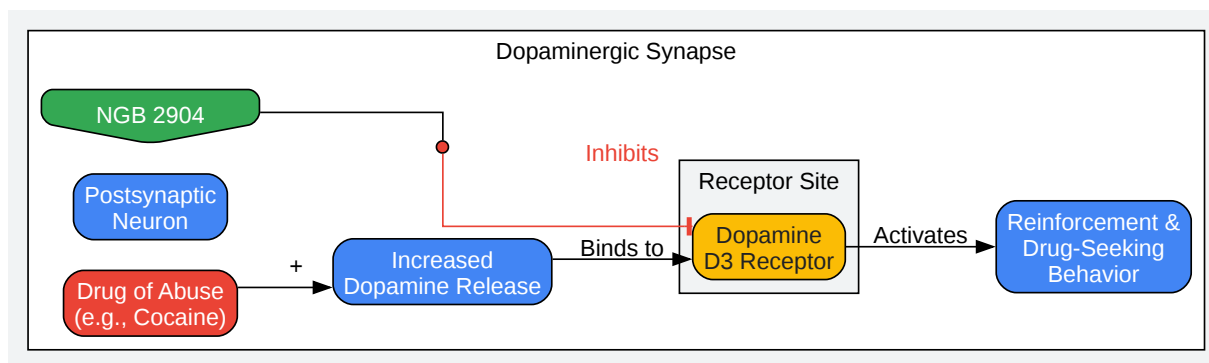 Dopaminergic Synapse
NGB 2904
Inhibits
Receptor Site
Postsynaptic
Neuron
Dopamine
D3 Receptor
Activates
Reinforcement &
Drug-Seeking
Behavior
Binds to
Increased
Dopamine Release
+
Drug of Abuse
(e.g., Cocaine)